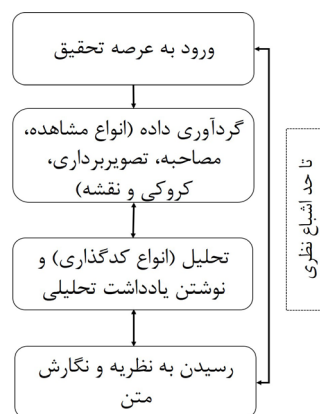 ورود به عرصه تحقیق
گردآوری داده (انواع مشاهده،
مصاحبه، تصویربرداری،
کروکی و نقشه)
تحلیل (انواع کدگذاری) و
نوشتن یادداشت تحلیلی
رسیدن به نظریه و نگارش
متن
تا حد اشباع نظری